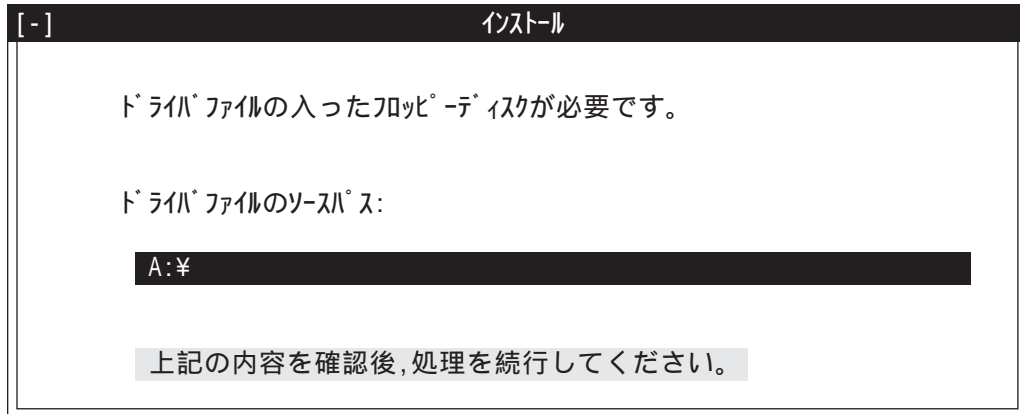 [-] ｲﾝｽﾄｰﾙ
ﾄﾞﾗｲﾊﾞﾌｧｲﾙの入ったﾌﾛｯﾋﾟｰﾃﾞｨｽｸが必要です。
ﾄﾞﾗｲﾊﾞﾌｧｲﾙのｿｰｽﾊﾟｽ:
A:¥
上記の内容を確認後,処理を続行してください。